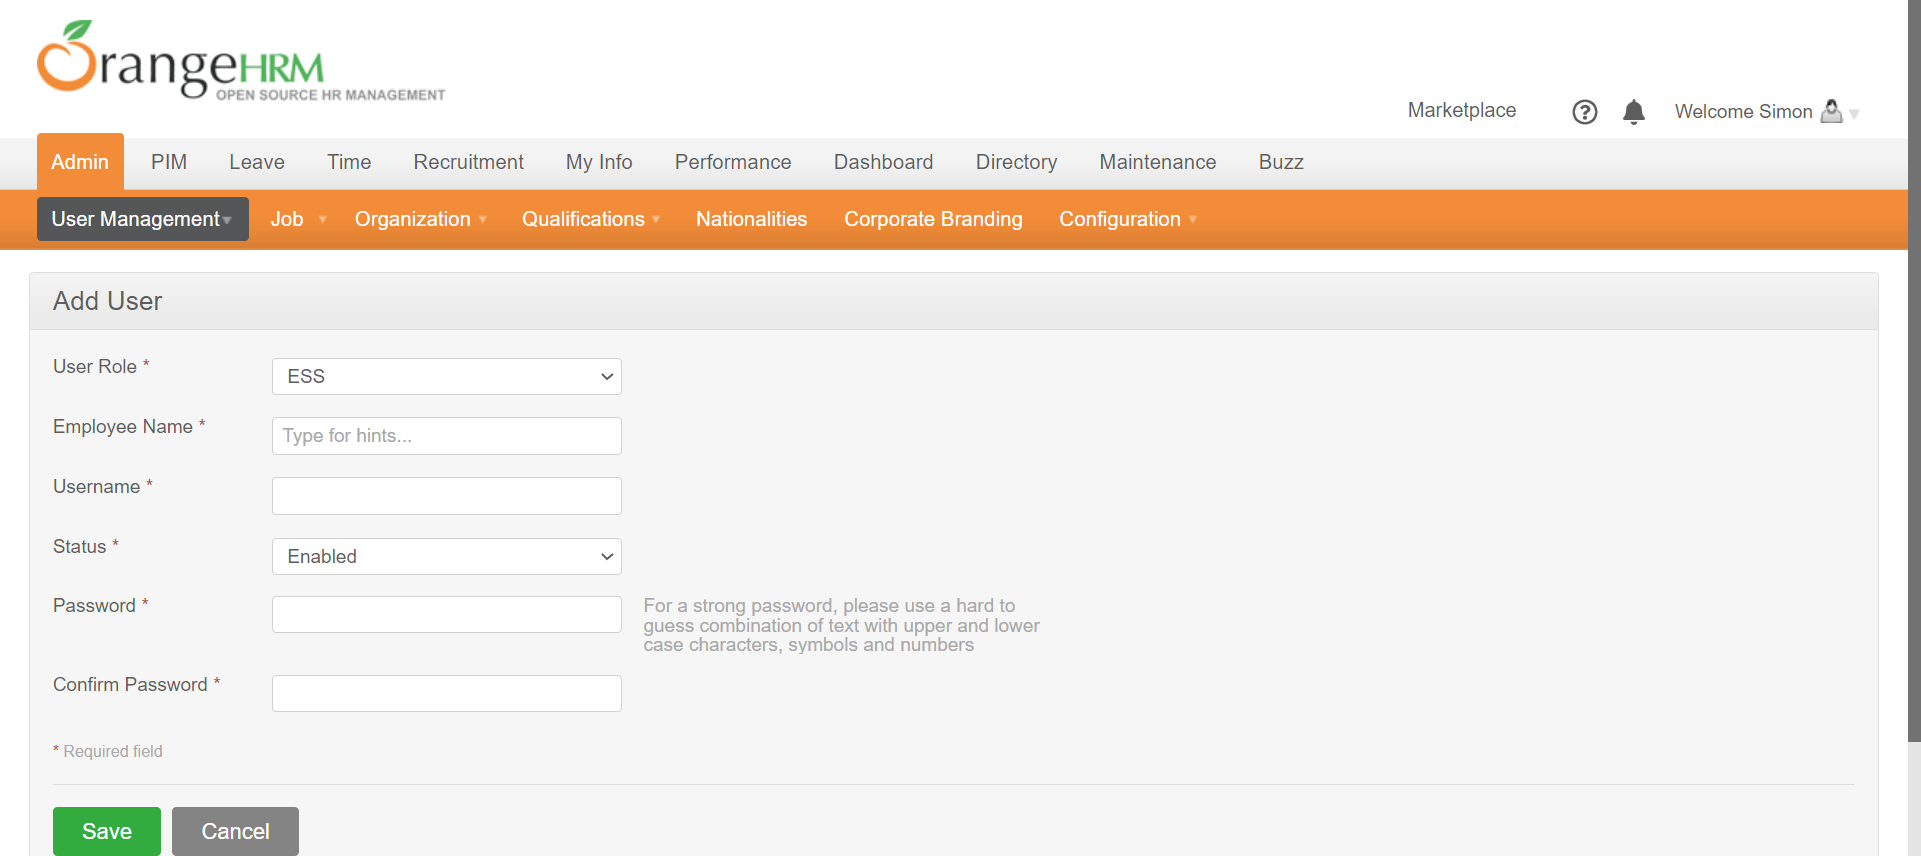 OrangeHRM
OPEN SOURCE HR MANAGEMENT
Marketplace ? Welcome Simon
Admin PIM Leave Time Recruitment My Info Performance Dashboard Directory Maintenance Buzz
User Management Job Organization Qualifications Nationalities Corporate Branding Configuration
Add User
User Role * ESS
Employee Name * Type for hints...
Username *
Status * Enabled
Password * For a strong password, please use a hard to
guess combination of text with upper and lower
case characters, symbols and numbers
Confirm Password *
* Required field
Save Cancel